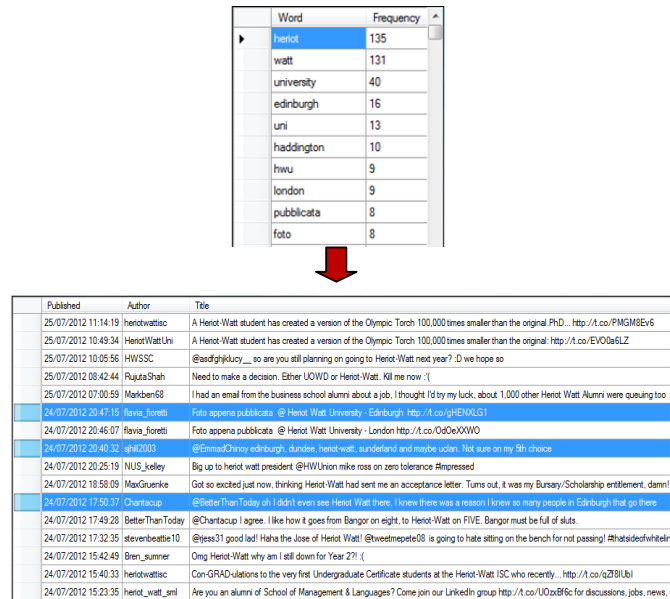 Word Frequency
heriot 135
watt 131
university 40
edinburgh 16
uni 13
haddington 10
hwu 9
london 9
pubblicata 8
foto 8
Published Author Title
25/07/2012 11:14:19 heriotwattisc A Heriot-Watt student has created a version of the Olympic Torch 100,000 times smaller than the original.PhD... http://t.co/PMGM8Ev6
25/07/2012 10:49:34 HeriotWattUni A Heriot-Watt student has created a version of the Olympic Torch 100,000 times smaller than the original: http://t.co/EVO0a6LZ
25/07/2012 10:05:56 HWSSC @asdfghjklucy__ so are you still planning on going to Heriot-Watt next year? :D we hope so
25/07/2012 08:42:44 RujutaShah Need to make a decision. Either UOWD or Heriot-Watt. Kill me now :'(
25/07/2012 07:00:59 Markben68 I had an email from the business school alumni about a job, I thought I'd try my luck, about 1,000 other Heriot Watt Alumni were queuing too
24/07/2012 20:47:15 flavia_fioretti Foto appena pubblicata @ Heriot Watt University - Edinburgh http://t.co/gHENXLG1
24/07/2012 20:46:07 flavia_fioretti Foto appena pubblicata @ Heriot Watt University - London http://t.co/OdOeXXWO
24/07/2012 20:40:32 sjhill2003 @EmmadChinoy edinburgh, dundee, heriot-watt, sunderland and maybe uclan. Not sure on my 5th choice
24/07/2012 20:25:19 NUS_kelley Big up to heriot watt president @HWUnion mike ross on zero tolerance #impressed
24/07/2012 18:58:09 MaxGruenke Got so excited just now, thinking Heriot-Watt had sent me an acceptance letter. Turns out, it was my Bursary/Scholarship entitlement, damn!
24/07/2012 17:50:37 Chantacup @BetterThanToday oh I didn't even see Heriot Watt there, I knew there was a reason I knew so many people in Edinburgh that go there
24/07/2012 17:49:28 BetterThanToday @Chantacup I agree. I like how it goes from Bangor on eight, to Heriot-Watt on FIVE. Bangor must be full of sluts.
24/07/2012 17:32:35 stevenbeattie10 @rjess31 good lad! Haha the Jose of Heriot Watt! @tweetmepete08 is going to hate sitting on the bench for not passing! #thatsideofwhitelin
24/07/2012 15:42:49 Bren_sumner Omg Heriot-Watt why am I still down for Year 2?! :(
24/07/2012 15:40:33 heriotwattisc Con-GRAD-ulations to the very first Undergraduate Certificate students at the Heriot-Watt ISC who recently... http://t.co/qZf8IUbI
24/07/2012 15:23:35 heriot_watt_sml Are you an alumni of School of Management & Languages? Come join our LinkedIn group http://t.co/UOzxBf6c for discussions, jobs, news,